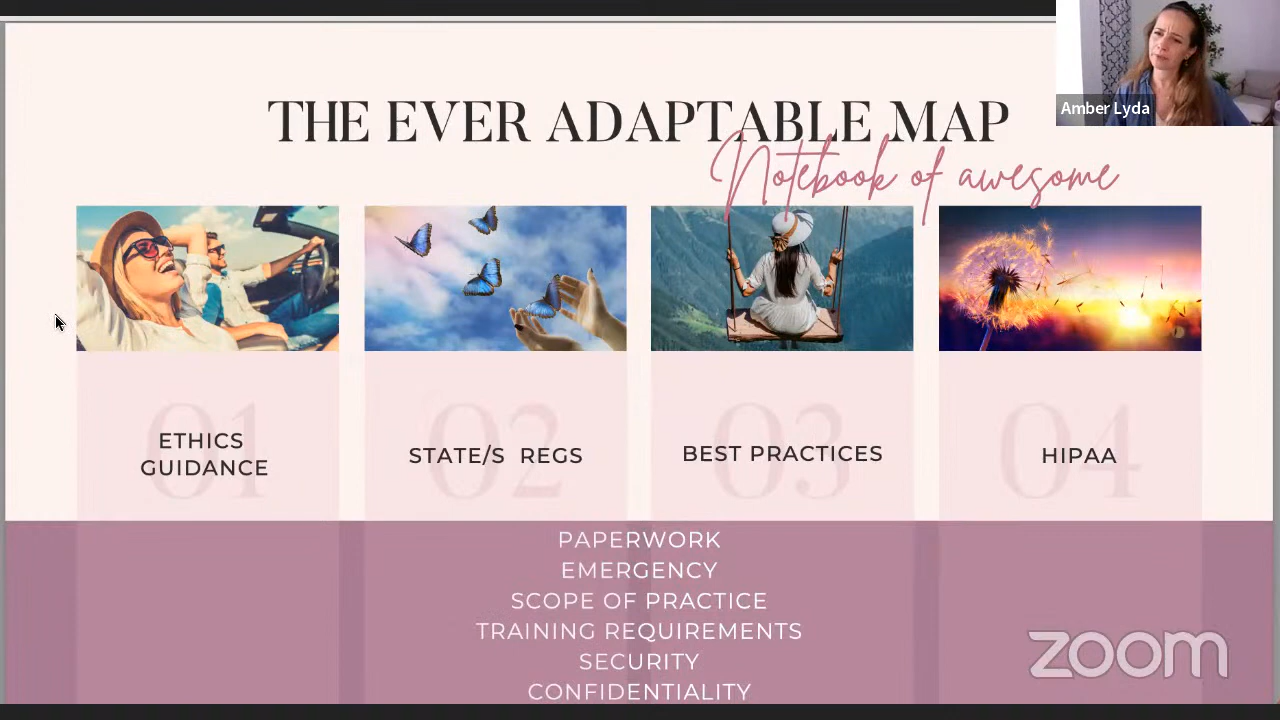 THE EVER ADAPTABLE MAP
Notebook of awesome
Amber Lyda
01
ETHICS
GUIDANCE
02
STATE/S REGS
03
BEST PRACTICES
04
HIPAA
PAPERWORK
EMERGENCY
SCOPE OF PRACTICE
TRAINING REQUIREMENTS
SECURITY
CONFIDENTIALITY
zoom